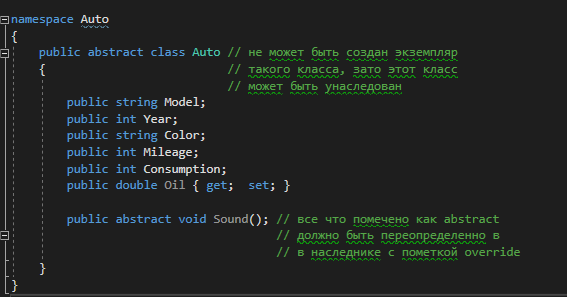 namespace Auto
{
public abstract class Auto // не может быть создан экземпляр
{ // такого класса, зато этот класс
// может быть унаследован
public string Model;
public int Year;
public string Color;
public int Mileage;
public int Consumption;
public double Oil { get; set; }
public abstract void Sound(); // все что помечено как abstract
// должно быть переопределенно в
// в наследнике с пометкой override
}
}